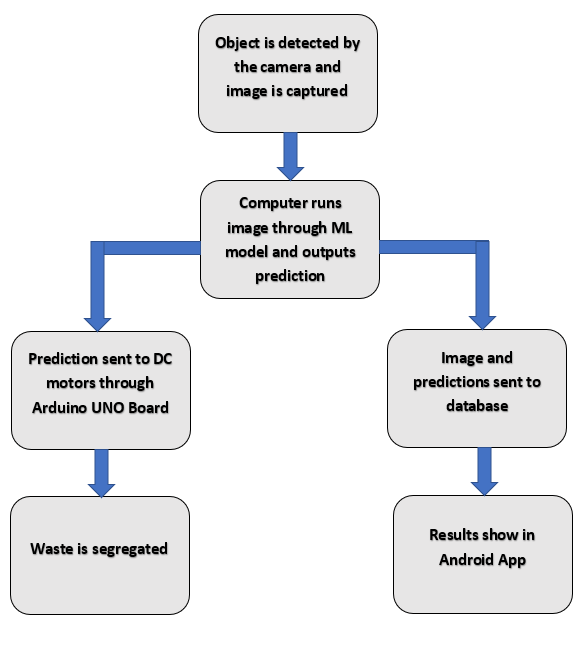 Object is detected by
the camera and
image is captured
Computer runs
image through ML
model and outputs
prediction
Prediction sent to DC
motors through
Arduino UNO Board
Image and
predictions sent to
database
Waste is segregated
Results show in
Android App